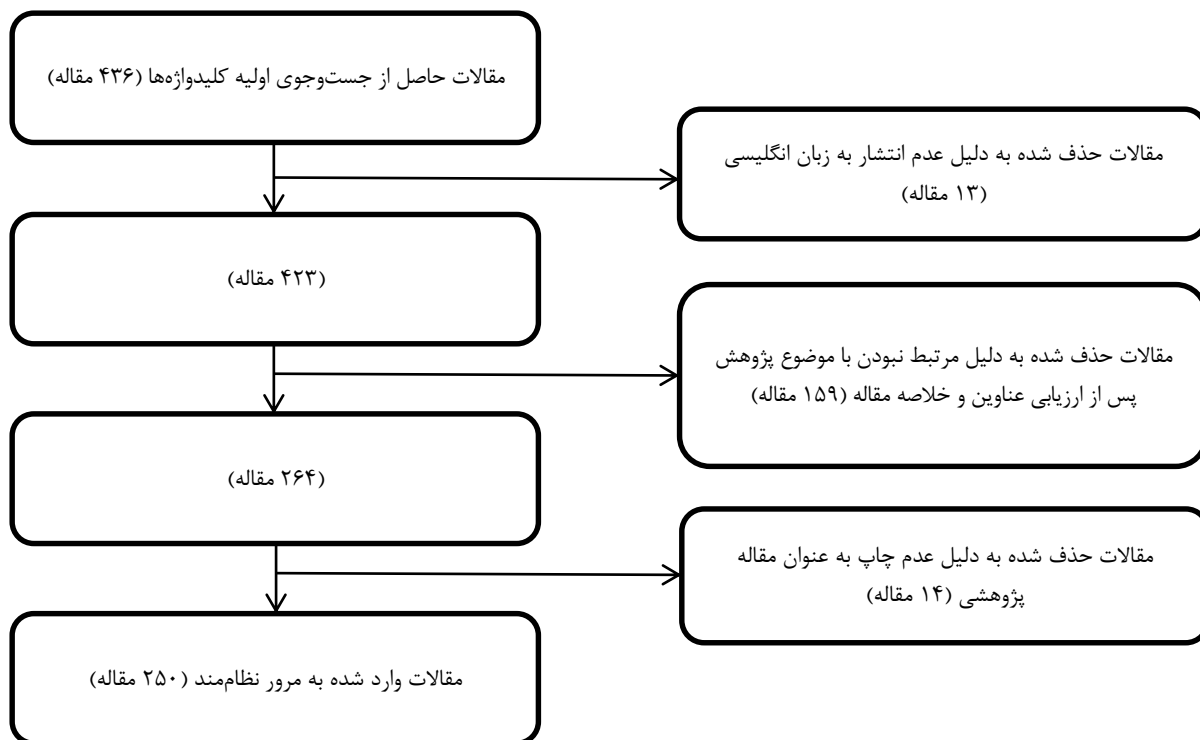 مقالات حاصل از جست‌وجوی اولیه کلیدواژه‌ها (۴۳۶ مقاله)
مقالات حذف شده به دلیل عدم انتشار به زبان انگلیسی
(۱۳ مقاله)
(۴۲۳ مقاله)
مقالات حذف شده به دلیل مرتبط نبودن با موضوع پژوهش
پس از ارزیابی عناوین و خلاصه مقاله (۱۵۹ مقاله)
(۲۶۴ مقاله)
مقالات حذف شده به دلیل عدم چاپ به عنوان مقاله
پژوهشی (۱۴ مقاله)
مقالات وارد شده به مرور نظام‌مند (۲۵۰ مقاله)